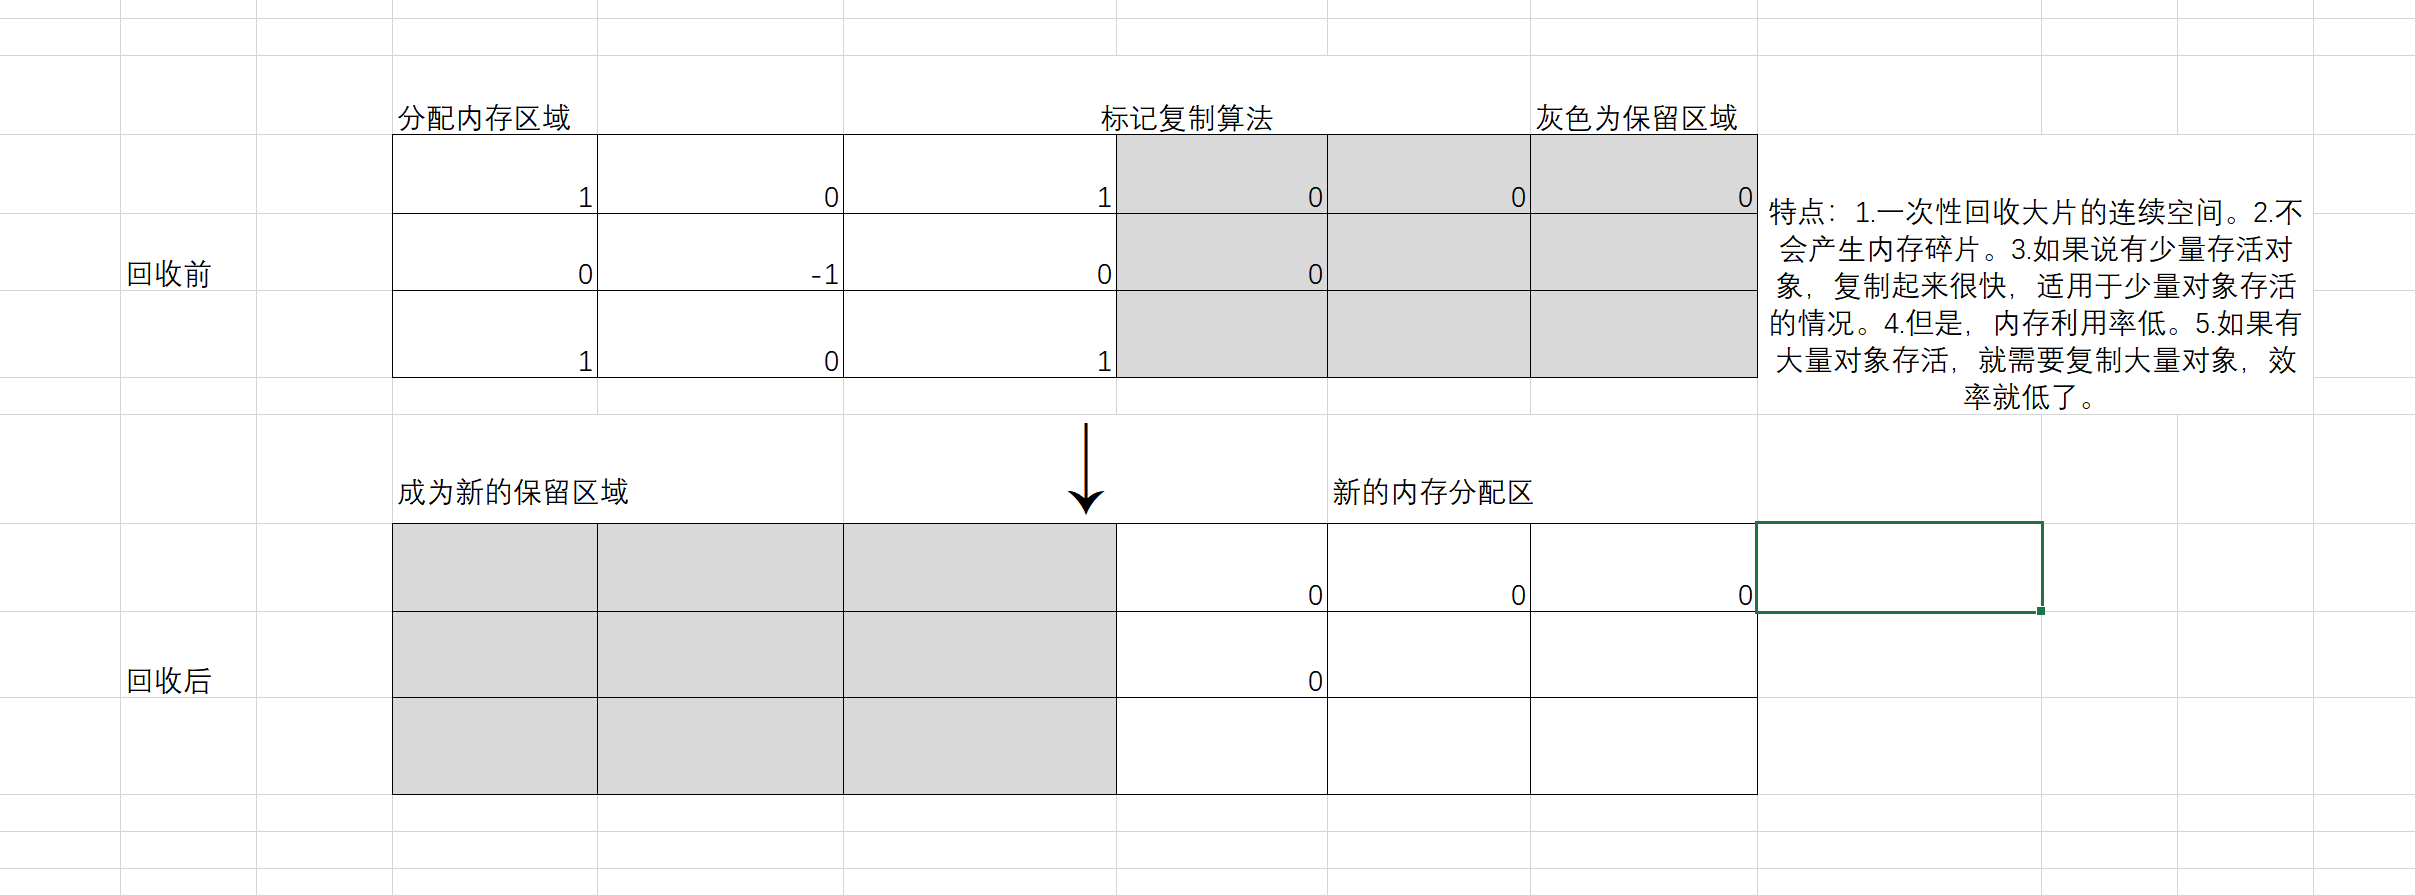 分配内存区域 标记复制算法 灰色为保留区域
1 0 1 0 0 0
回收前 0 -1 0 0
1 0 1
特点：1.一次性回收大片的连续空间。2.不
会产生内存碎片。3.如果说有少量存活对
象，复制起来很快，适用于少量对象存活
的情况。4.但是，内存利用率低。5.如果有
大量对象存活，就需要复制大量对象，效
率就低了。
成为新的保留区域 新的内存分配区
0 0 0
回收后 0